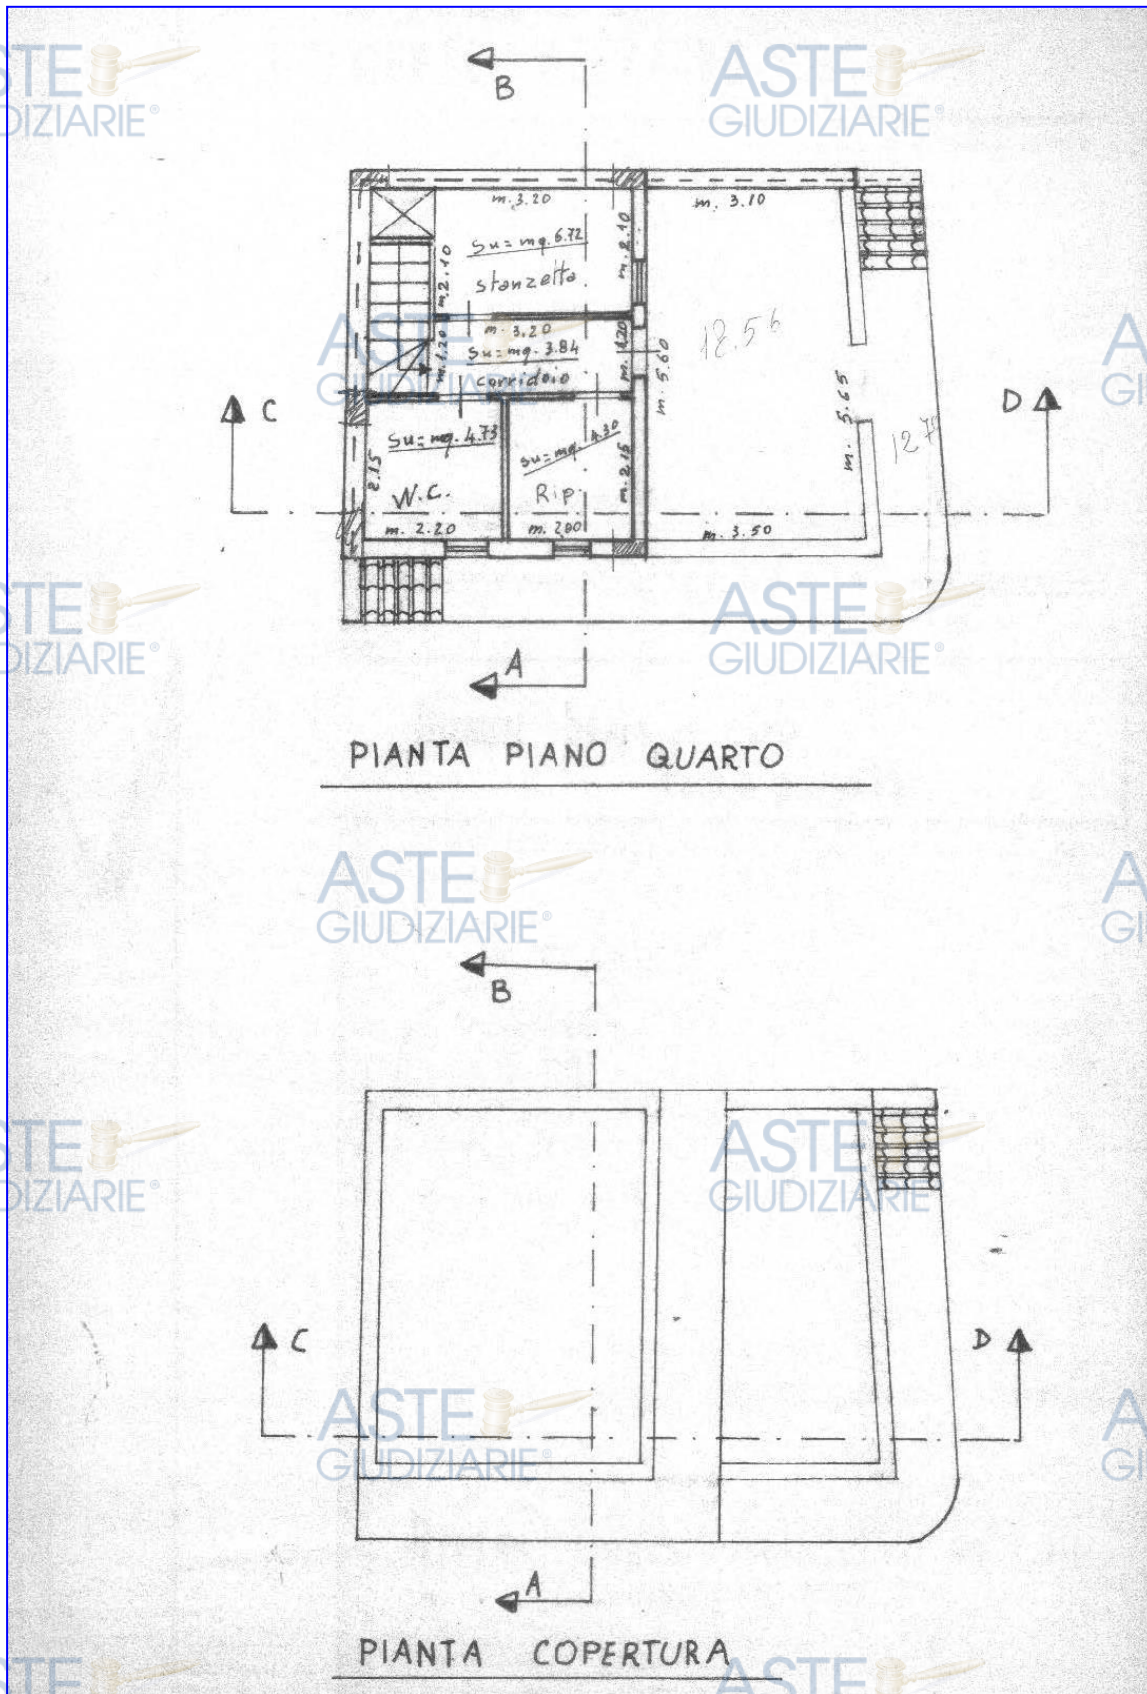 B
m. 3.20
m. 3.10
Su = mq. 6.72
stanzetta
m. 2.10
m. 2.10
m. 3.20
Su = mq. 3.84
corridoio
m. 1.20
m. 1.20
m. 5.60
12.56
m. 5.65
C
D
Su = mq. 4.73
Su = mq. 4.30
2.15
W.C.
Rip.
m. 2.15
m. 2.20
m. 2.00
m. 3.50
A
PIANTA PIANO QUARTO
B
C
D
A
PIANTA COPERTURA
ASTE
GIUDIZIARIE®